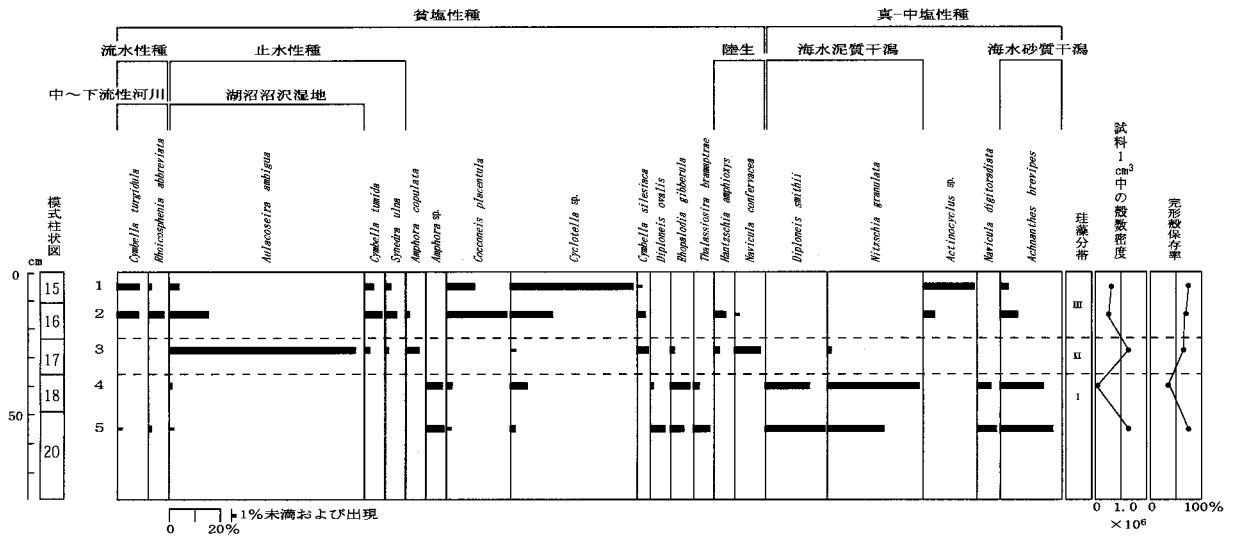 貧塩性種
真-中塩性種
流水性種
止水性種
陸生
海水泥質干潟
海水砂質干潟
中～下流性河川
湖沼沼沢湿地
模式柱状図
Cymbella turgidula
Rhoicosphenia abbreviata
Aulacoseira ambigua
Cymbella tumida
Synedra ulna
Amphora copulata
Amphora sp.
Cocconeis placentula
Cyclotella sp.
Cymbella silesiaca
Diploneis ovalis
Rhopalodia gibberula
Thalassiosira bramaptrae
Hantzschia amphioxys
Navicula confervacea
Diploneis smithii
Nitzschia granulata
Actinocyclus sp.
Navicula digitoradiata
Achnanthes brevipes
珪藻分帯
試料1cm³中の殻数密度
完形殻保存率
cm
0
15 1
16 2 III
17 3 II
18 4 I
50
20 5
1%未満および出現
0 20%
0 1.0
×10⁶
0 100%